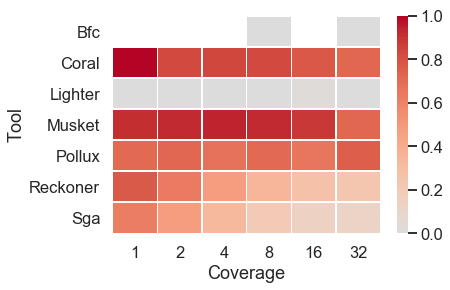 Tool
Bfc
Coral
Lighter
Musket
Pollux
Reckoner
Sga
1 2 4 8 16 32
Coverage
1.0
0.8
0.6
0.4
0.2
0.0